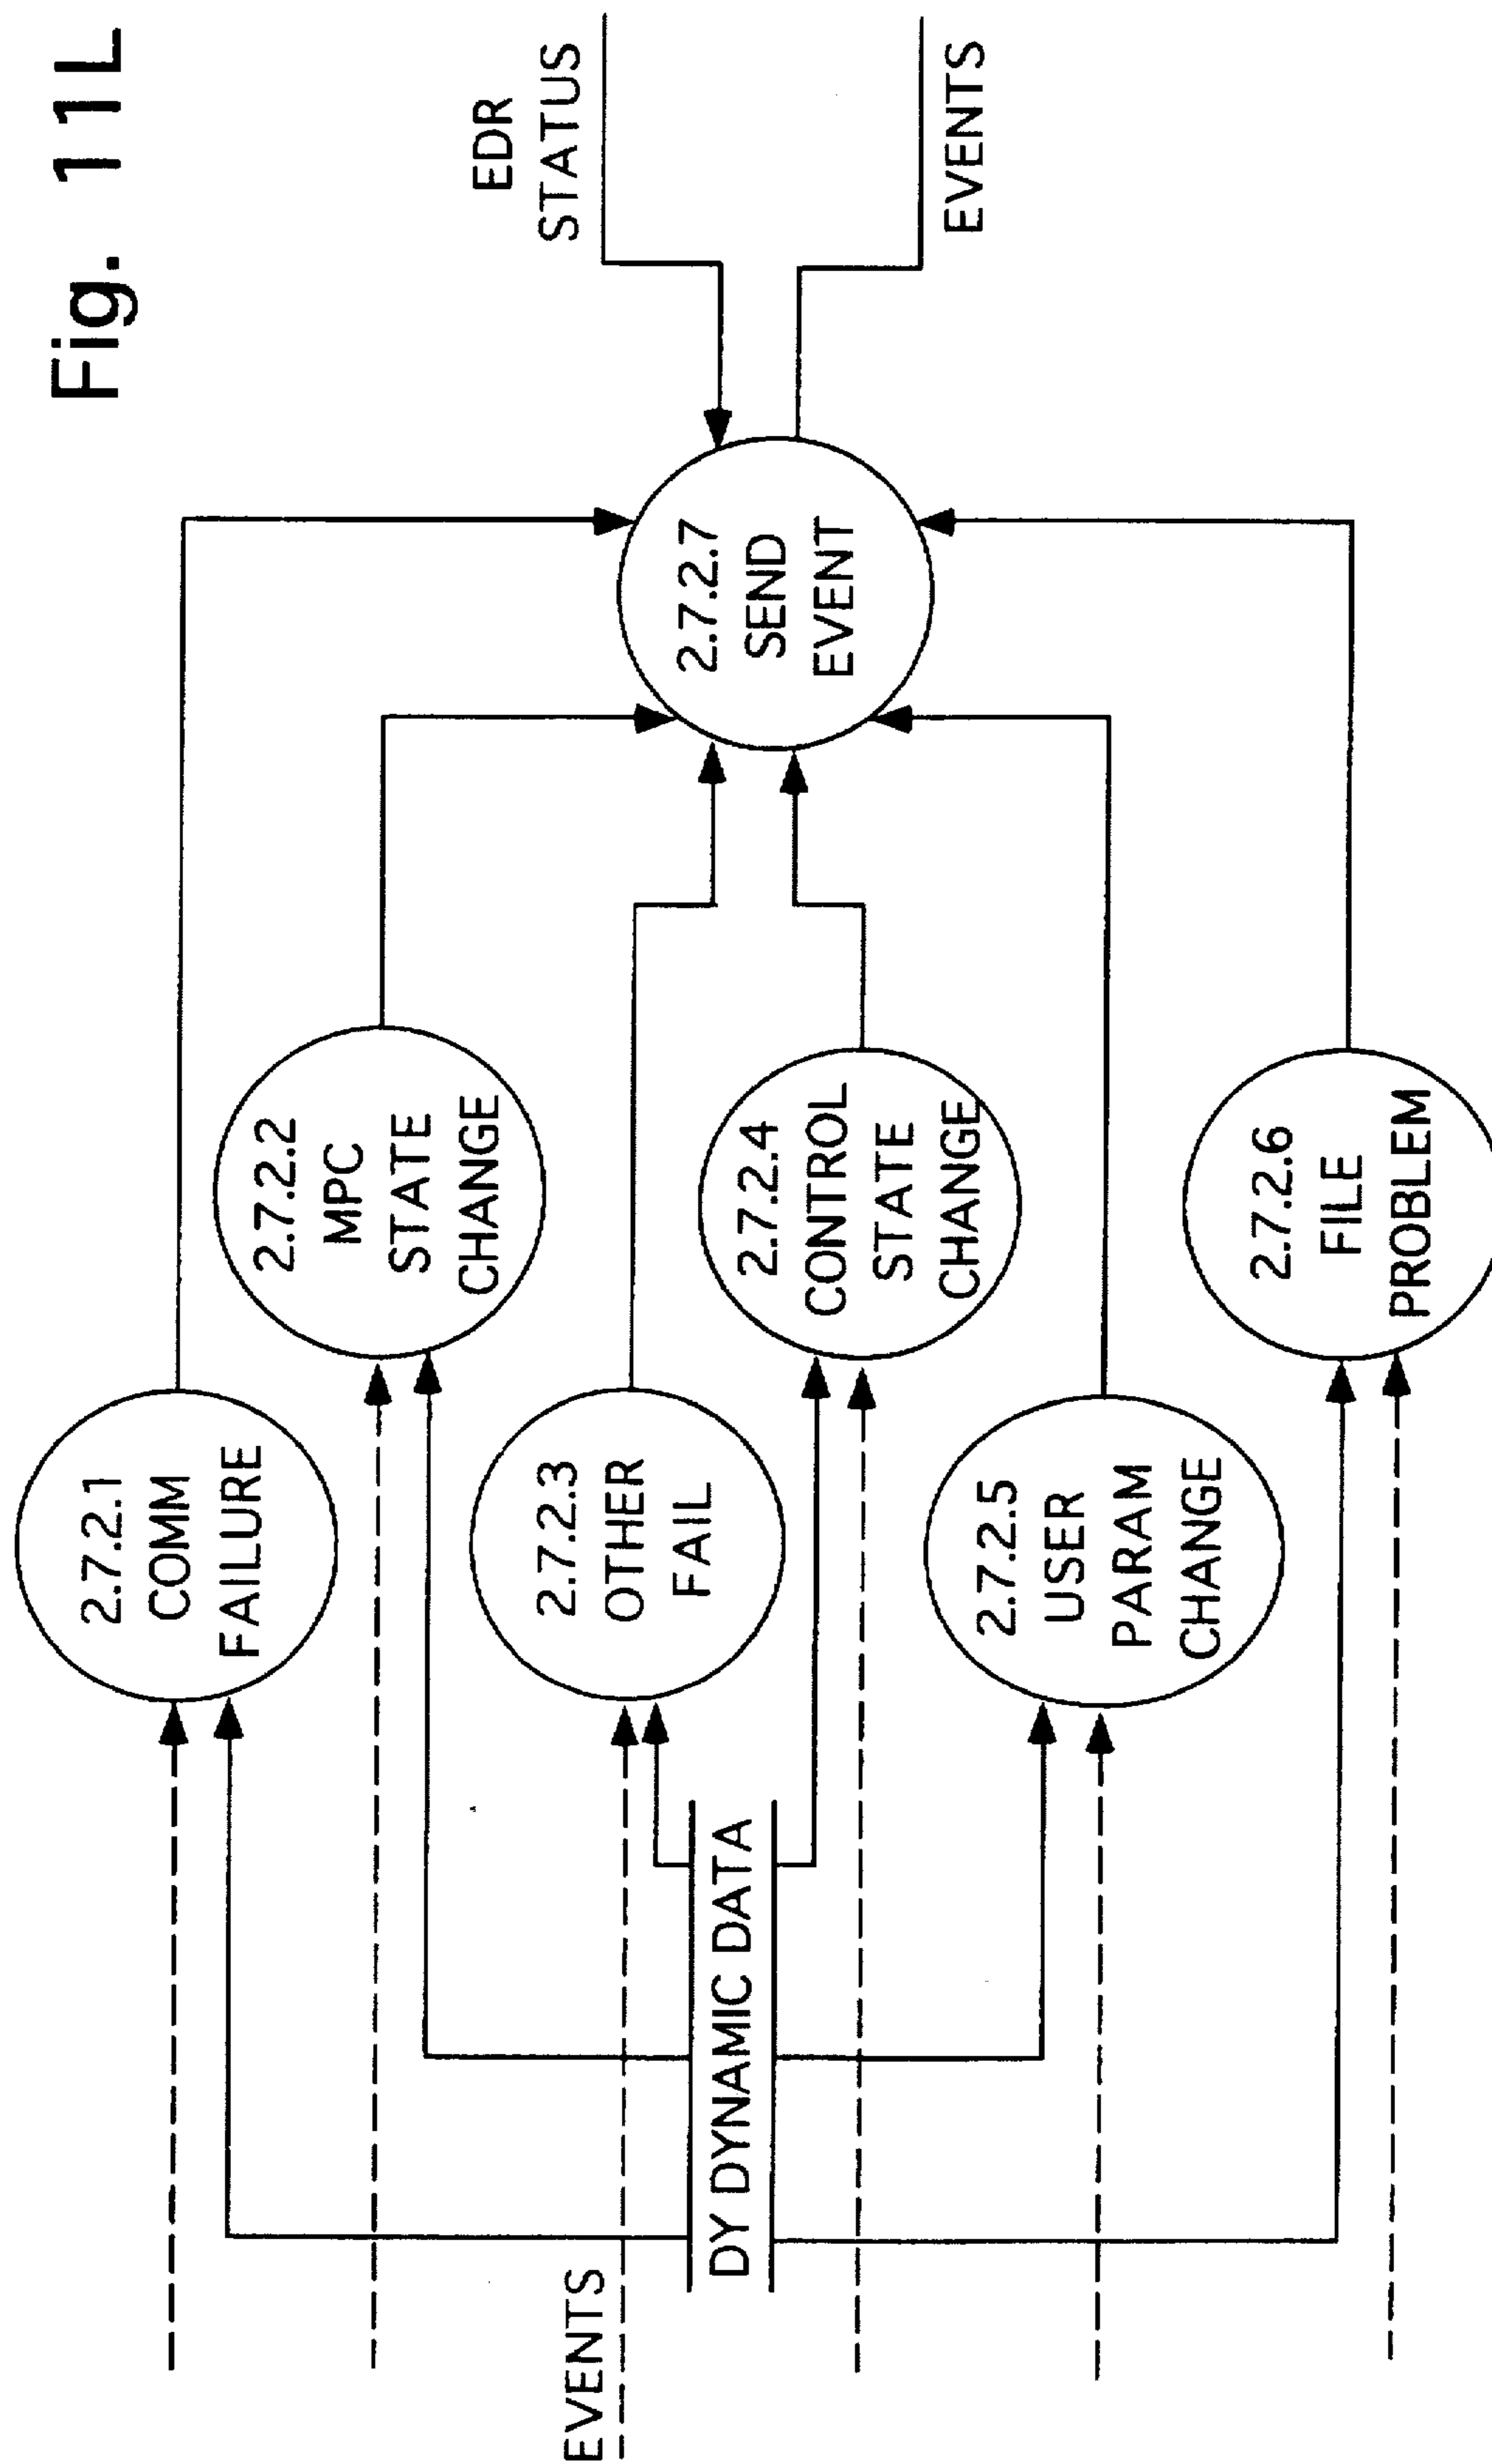 Fig. 11L
2.7.2.1
COMM
FAILURE
2.7.2.2
MPC
STATE
CHANGE
EVENTS
2.7.2.3
OTHER
FAIL
DY DYNAMIC DATA
2.7.2.4
CONTROL
STATE
CHANGE
2.7.2.5
USER
PARAM
CHANGE
2.7.2.6
FILE
PROBLEM
2.7.2.7
SEND
EVENT
EDR
STATUS
EVENTS